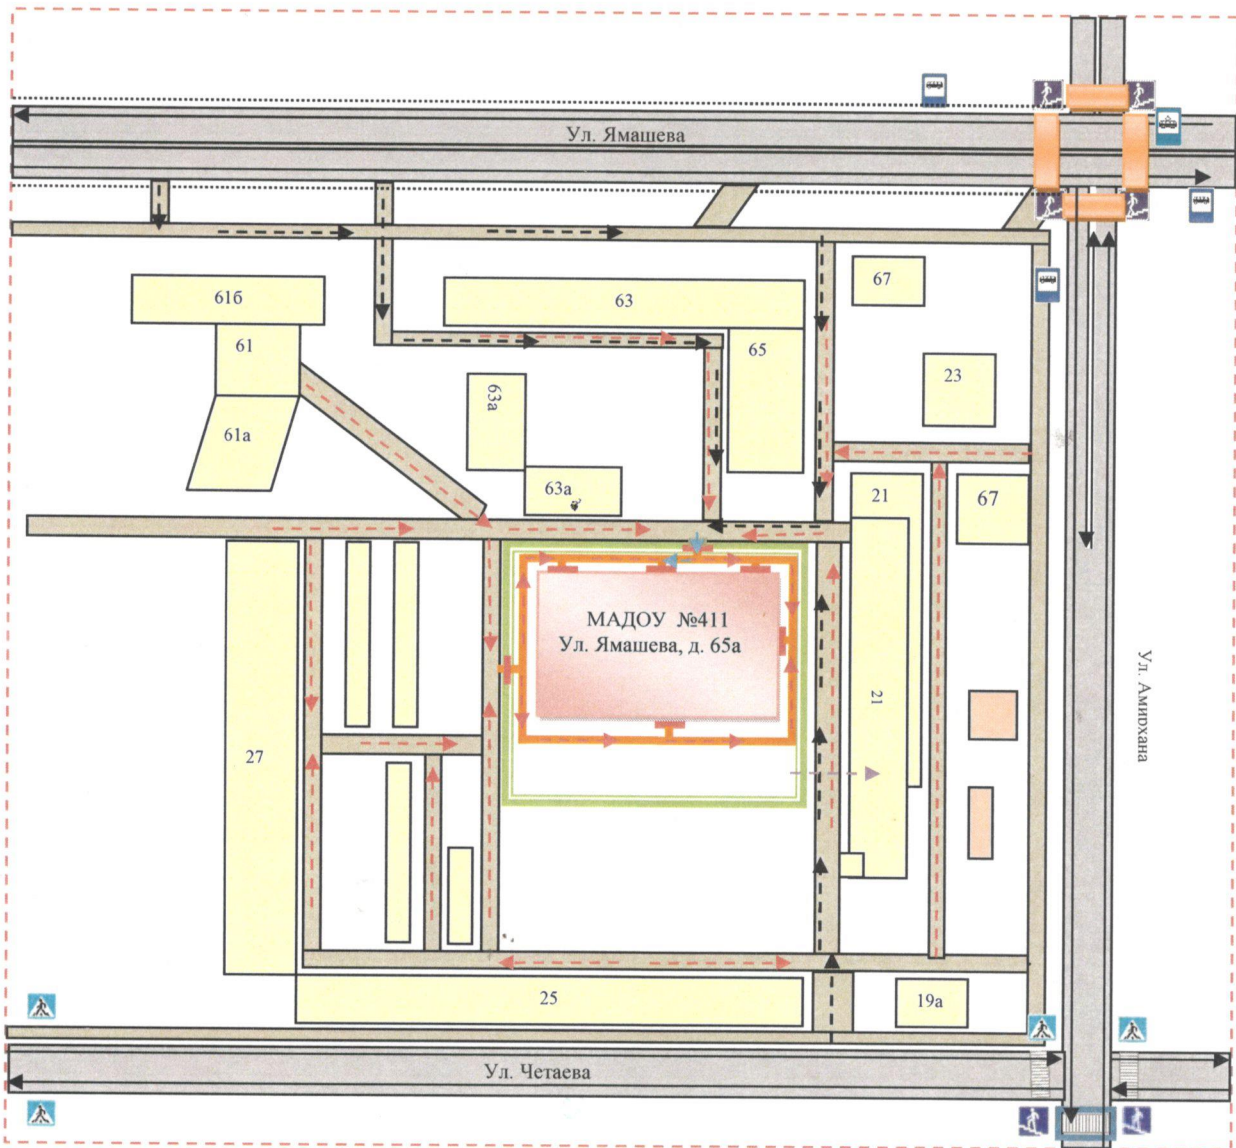 Ул. Ямашева
67
61б
63
61
65
23
63а
61а
63а
21
67
МАДОУ №411
Ул. Ямашева, д. 65а
Ул. Амирхана
21
27
25
19а
Ул. Четаева